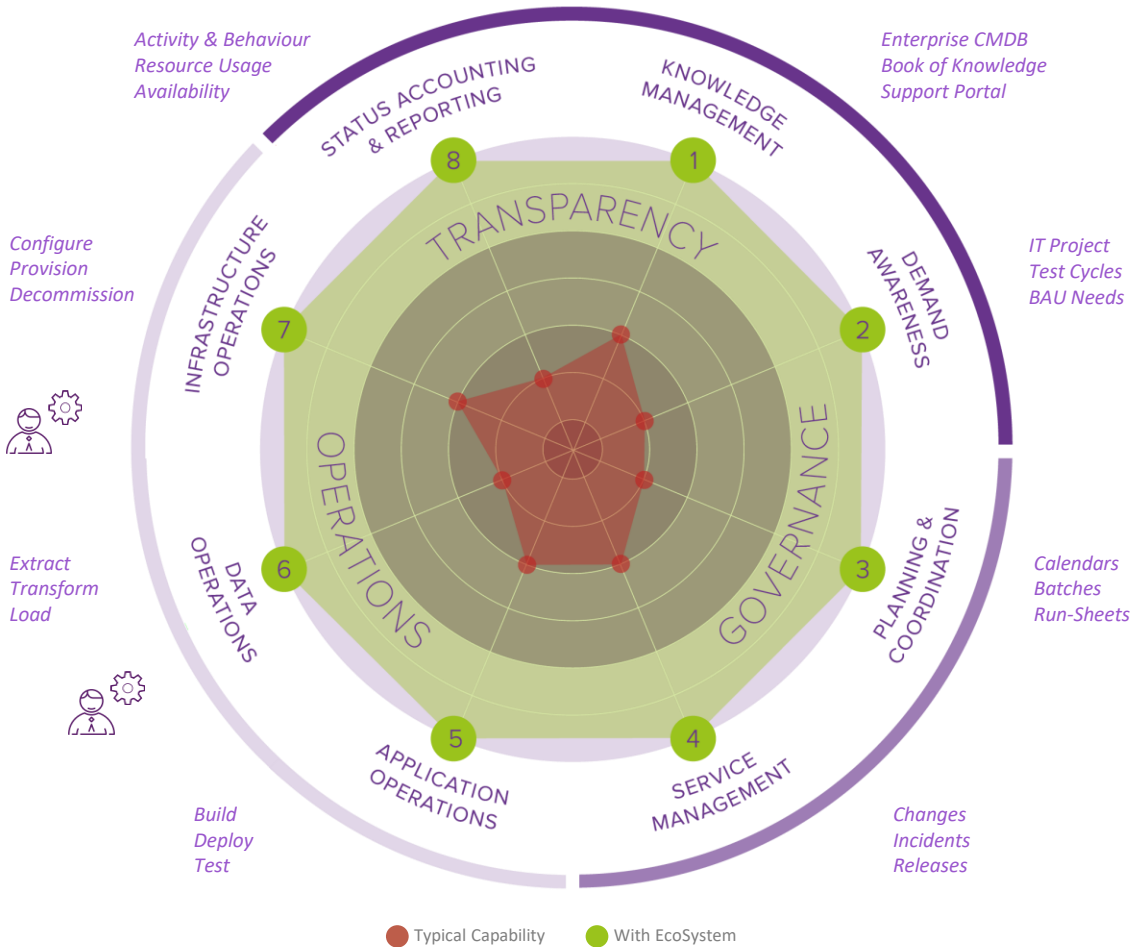 Activity & Behaviour
Resource Usage
Availability
Enterprise CMDB
Book of Knowledge
Support Portal
STATUS ACCOUNTING
& REPORTING
KNOWLEDGE
MANAGEMENT
8
1
TRANSPARENCY
Configure
Provision
Decommission
INFRASTRUCTURE
OPERATIONS
7
DEMAND
AWARENESS
2
IT Project
Test Cycles
BAU Needs
OPERATIONS
GOVERNANCE
Extract
Transform
Load
DATA
OPERATIONS
6
PLANNING &
COORDINATION
3
Calendars
Batches
Run-Sheets
5
4
APPLICATION
OPERATIONS
SERVICE
MANAGEMENT
Build
Deploy
Test
Changes
Incidents
Releases
Typical Capability
With EcoSystem